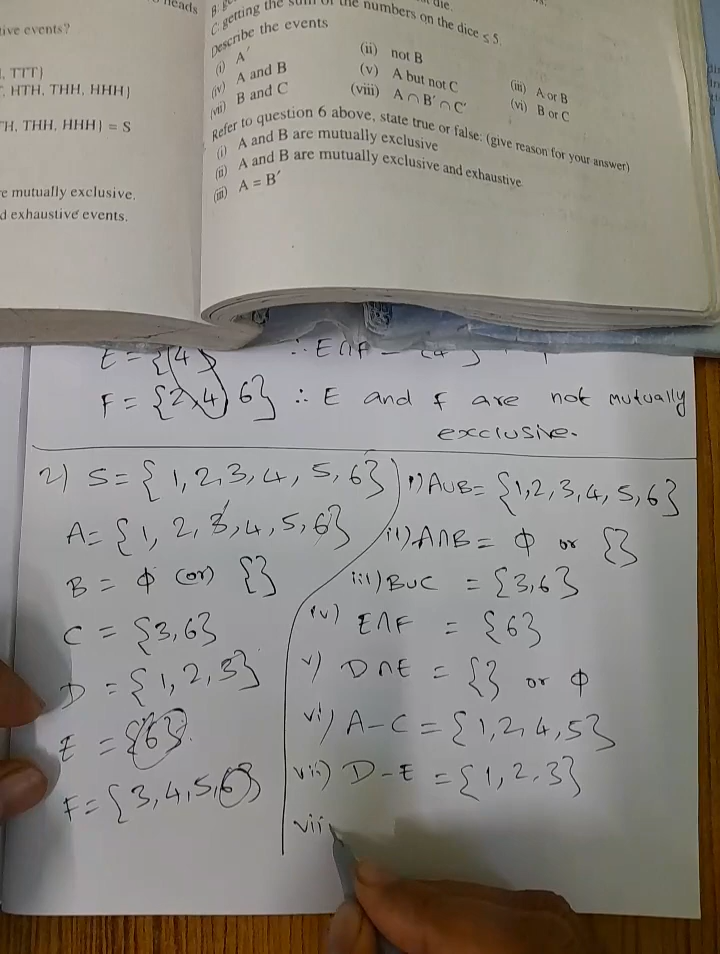 heads
tive events?
, TTT}
, HTH, THH, HHH}
TH, THH, HHH} = S
e mutually exclusive.
d exhaustive events.
die.
C: getting the sum of the numbers on the dice ≤ 5.
Describe the events
(i) A′
(ii) not B
(iii) A or B
(iv) A and B
(v) A but not C
(vi) B or C
(vii) B and C
(viii) A ∩ B′ ∩ C′
Refer to question 6 above, state true or false: (give reason for your answer)
(i) A and B are mutually exclusive
(ii) A and B are mutually exclusive and exhaustive
(iii) A = B′
E = {4} ∴ E∩F
F = {2,4,6} ∴ E and F are not mutually
exclusive.
2) S = {1,2,3,4,5,6}
A = {1,2,3,4,5,6}
B = ϕ (or) {}
C = {3,6}
D = {1,2,3}
E = {6}.
F = {3,4,5,6}
i) A∪B = {1,2,3,4,5,6}
ii) A∩B = ϕ or {}
iii) B∪C = {3,6}
iv) E∩F = {6}
v) D∩E = {} or ϕ
vi) A-C = {1,2,4,5}
vii) D-E = {1,2,3}
vii